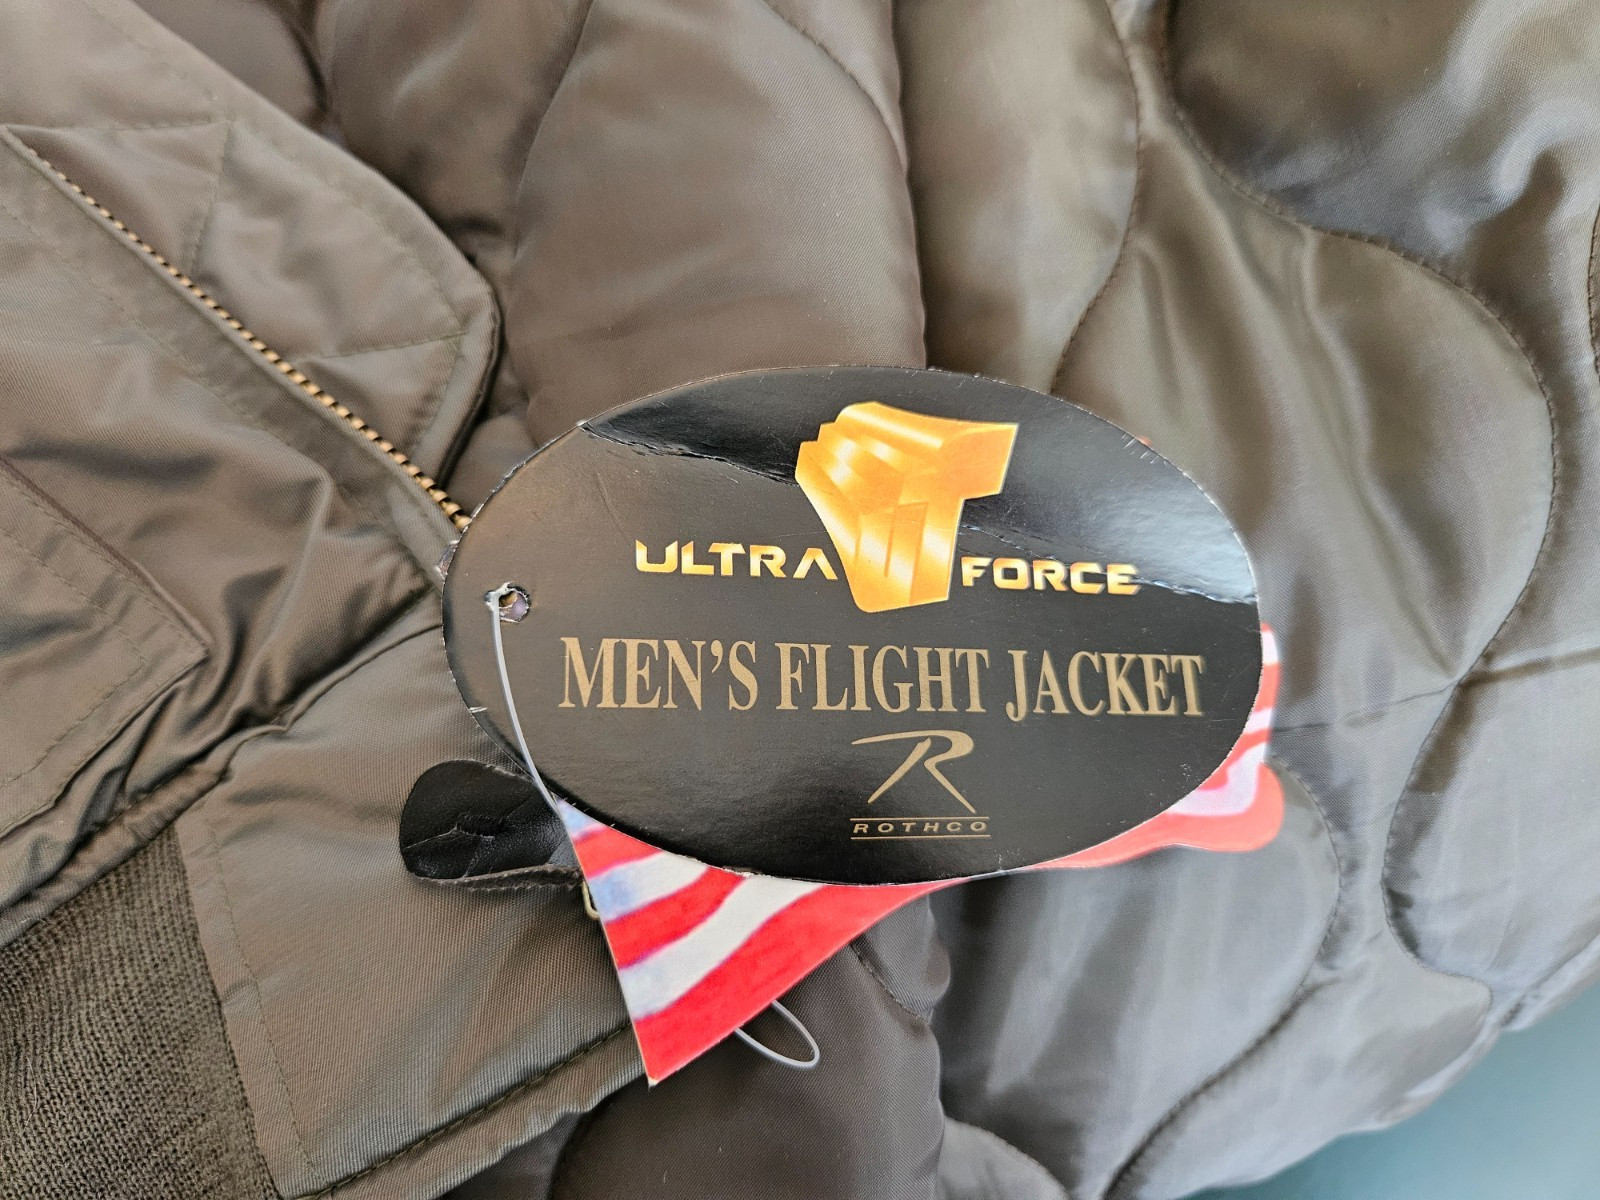 ULTRA FORCE
MEN'S FLIGHT JACKET
R
ROTHCO